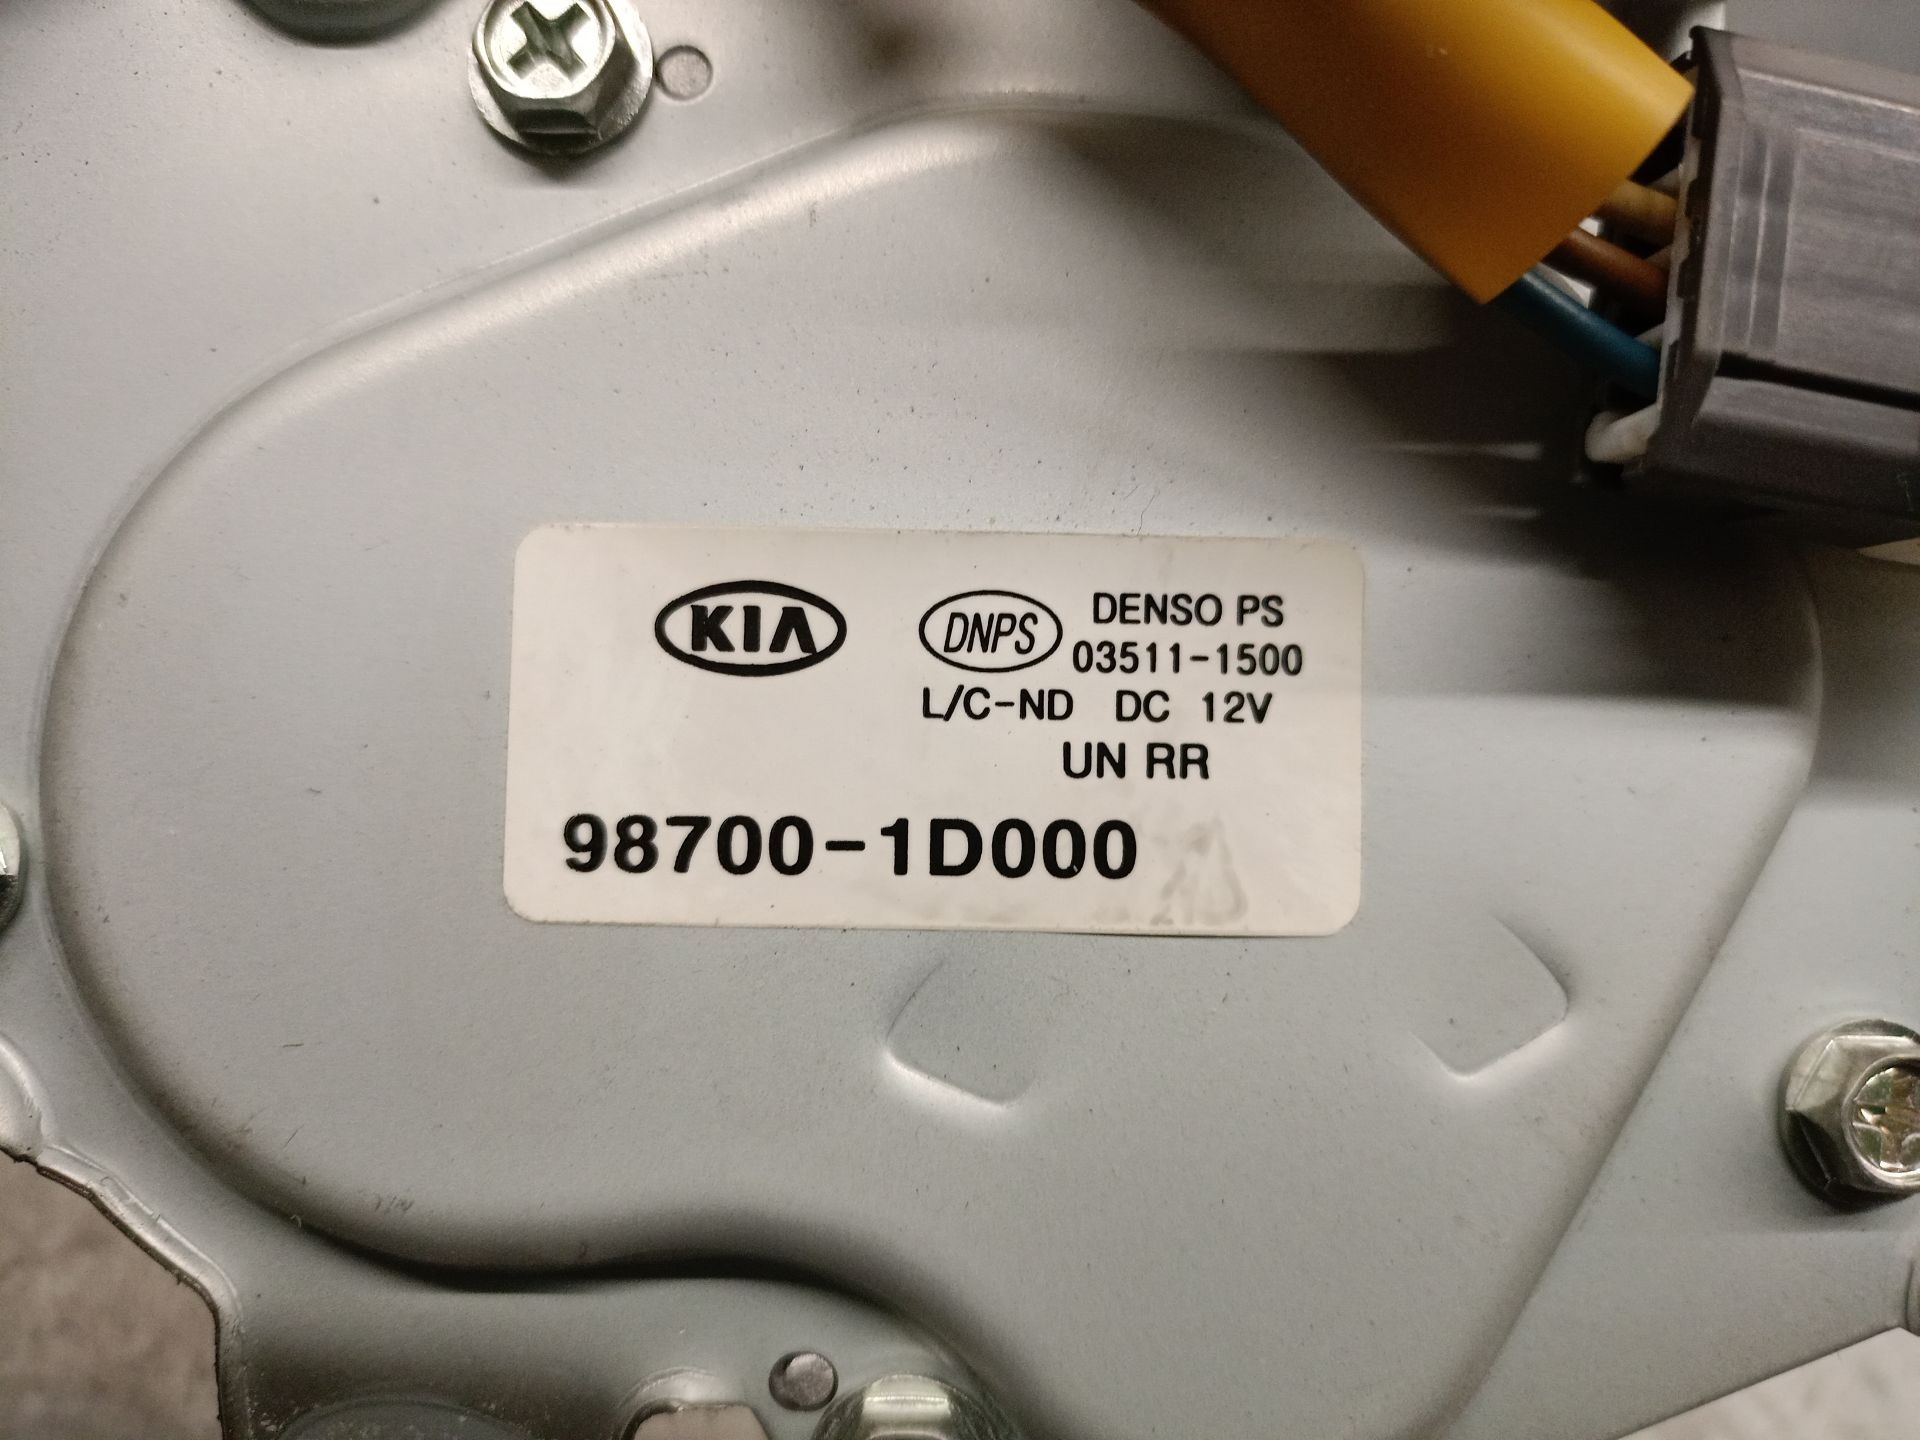 KIA
DNPS
DENSO PS
03511-1500
L/C-ND DC 12V
UN RR
98700-1D000